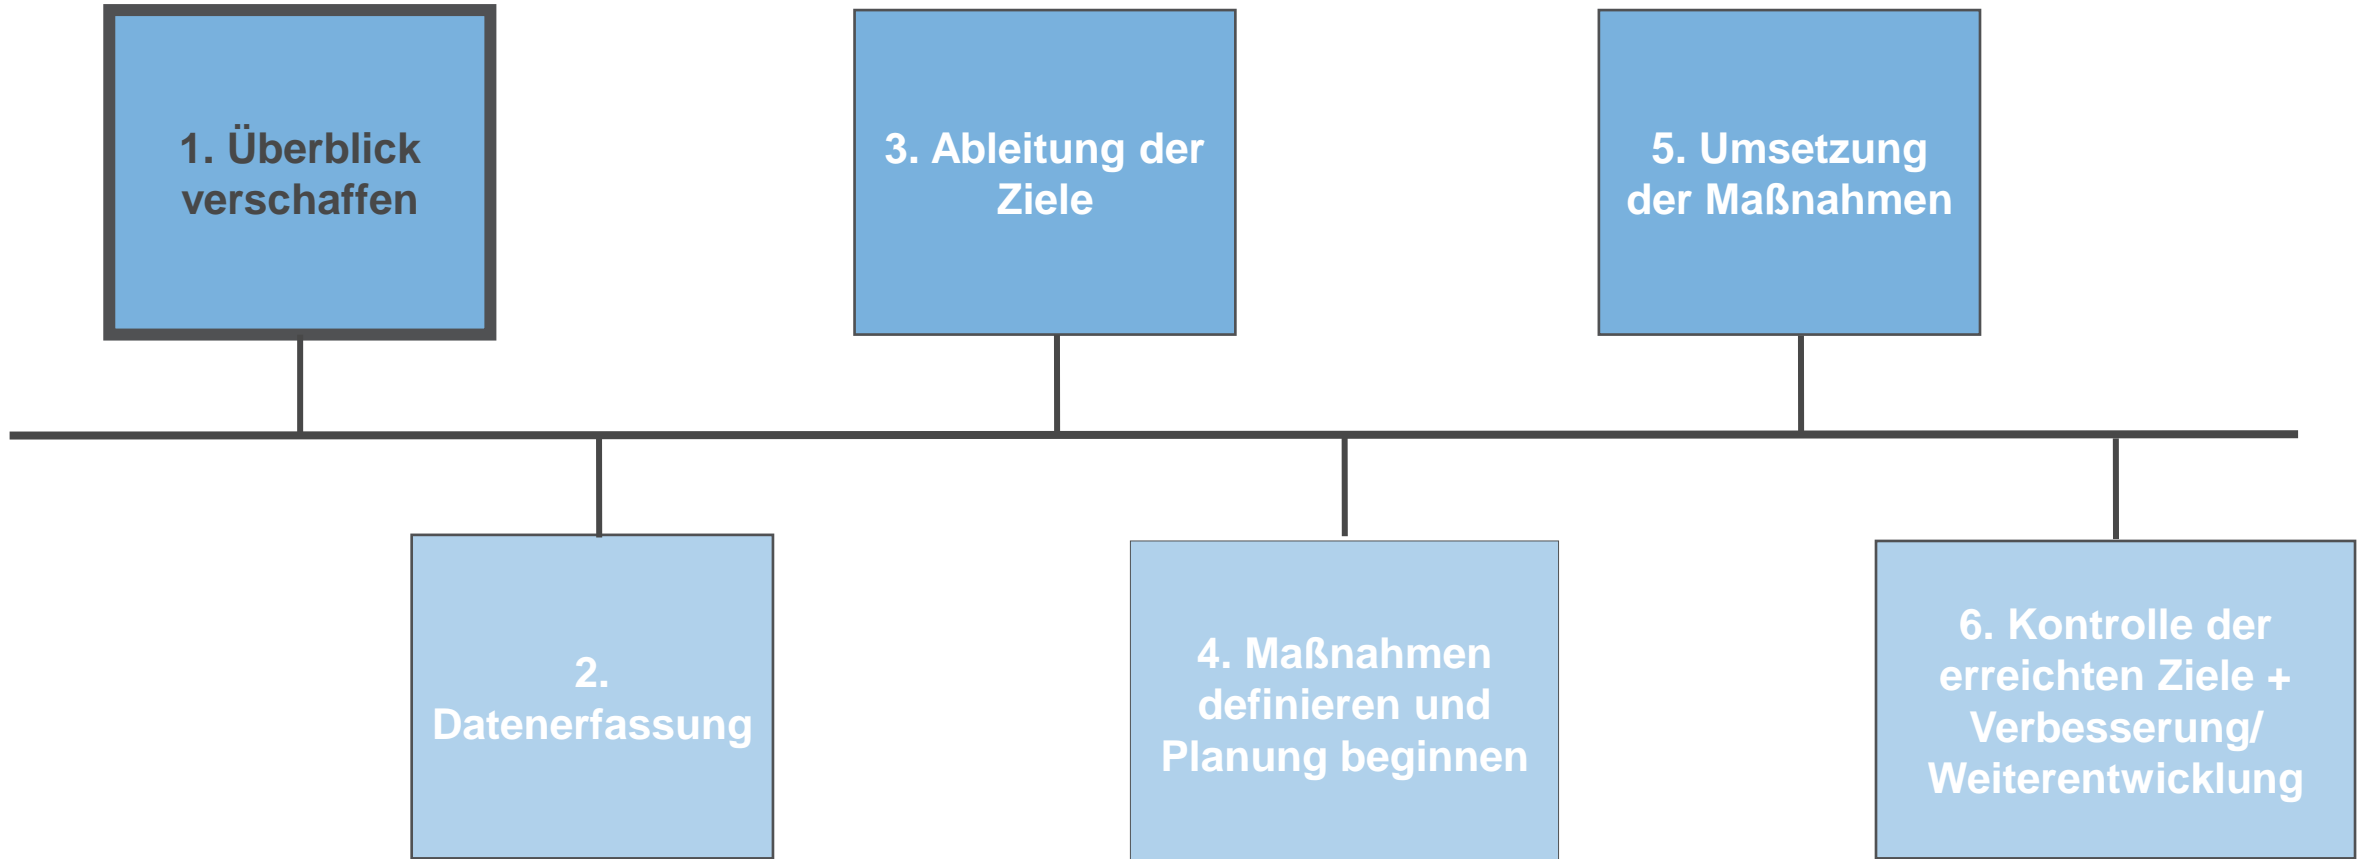 1. Überblick
verschaffen
2.
Datenerfassung
3. Ableitung der
Ziele
4. Maßnahmen
definieren und
Planung beginnen
5. Umsetzung
der Maßnahmen
6. Kontrolle der
erreichten Ziele +
Verbesserung/
Weiterentwicklung